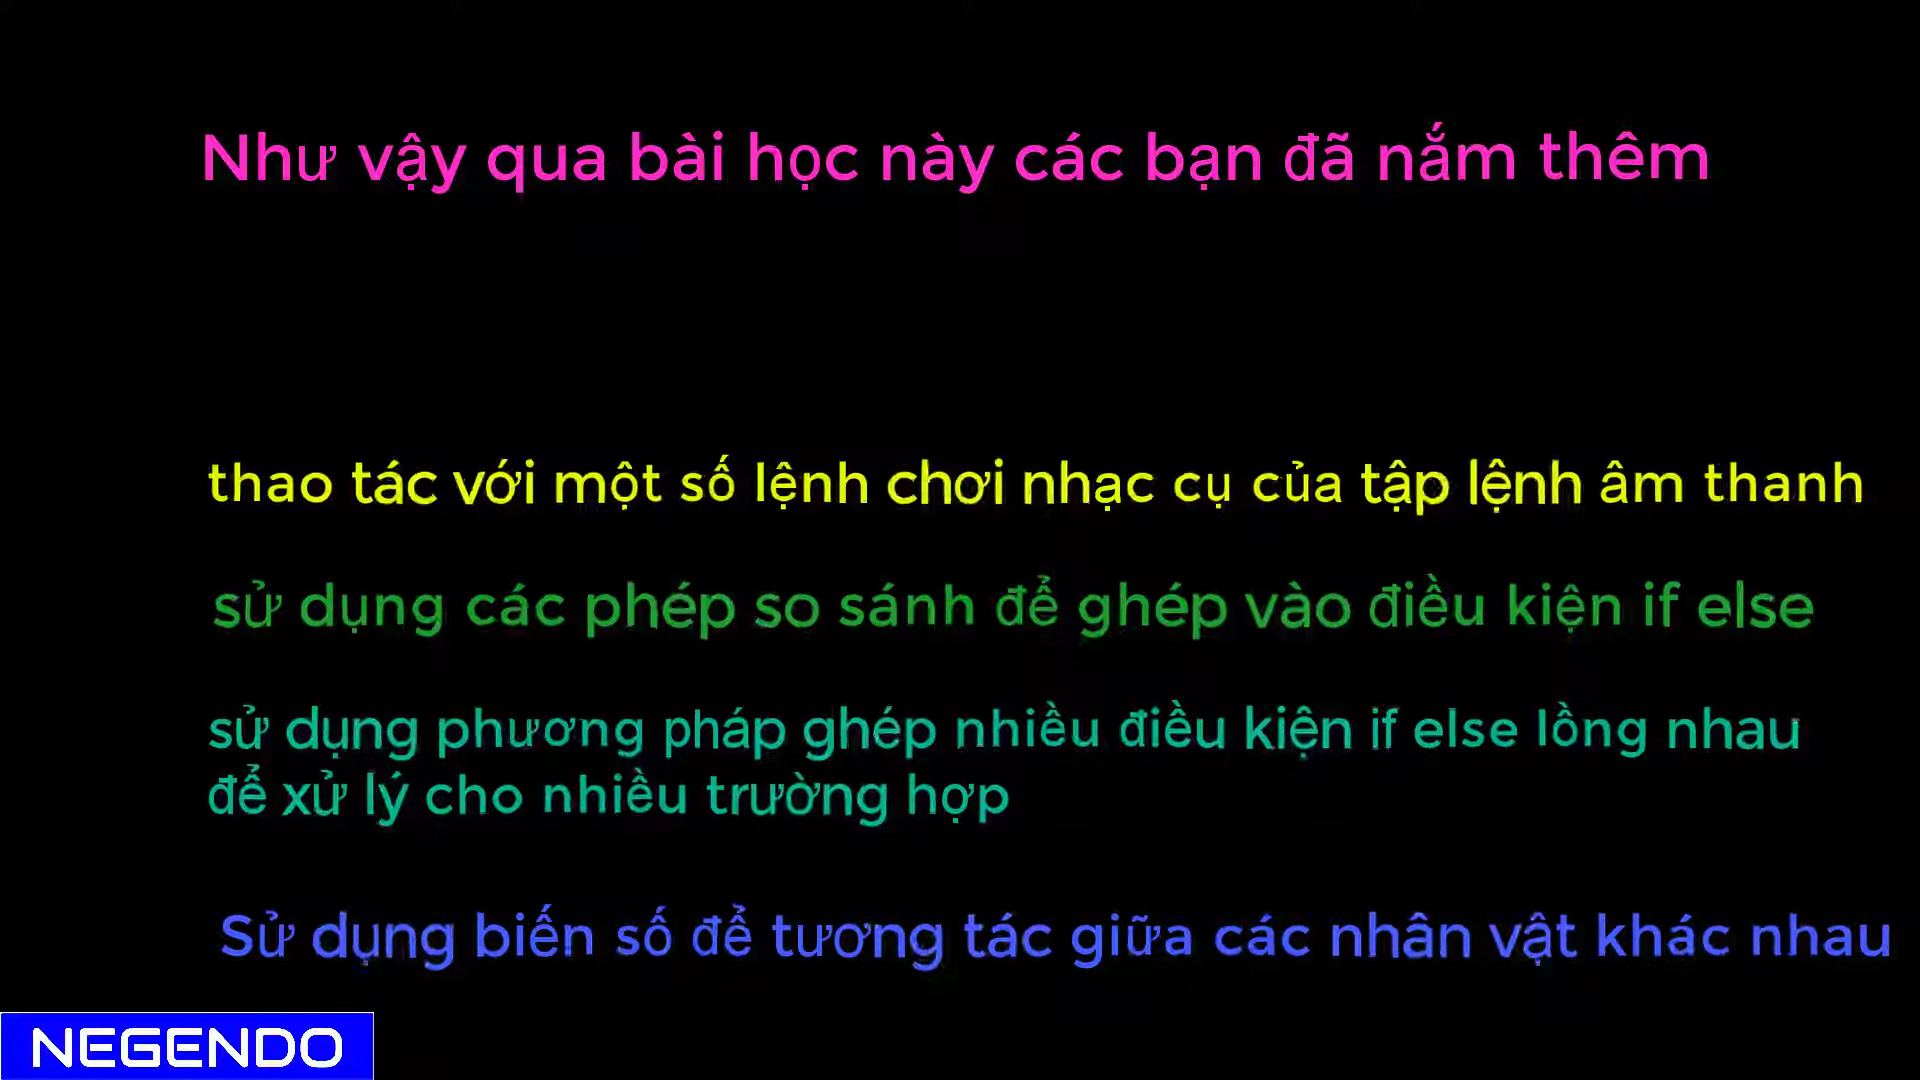 Như vậy qua bài học này các bạn đã nắm thêm
thao tác với một số lệnh chơi nhạc cụ của tập lệnh âm thanh
sử dụng các phép so sánh để ghép vào điều kiện if else
sử dụng phương pháp ghép nhiều điều kiện if else lồng nhau
để xử lý cho nhiều trường hợp
Sử dụng biến số để tương tác giữa các nhân vật khác nhau
NEGENDO